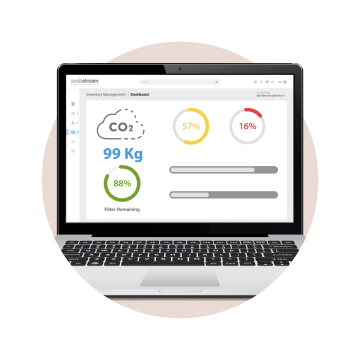 sodastream
Inventory Management
Dashboard
CO2
57%
16%
99 Kg
88%
Filter Remaining